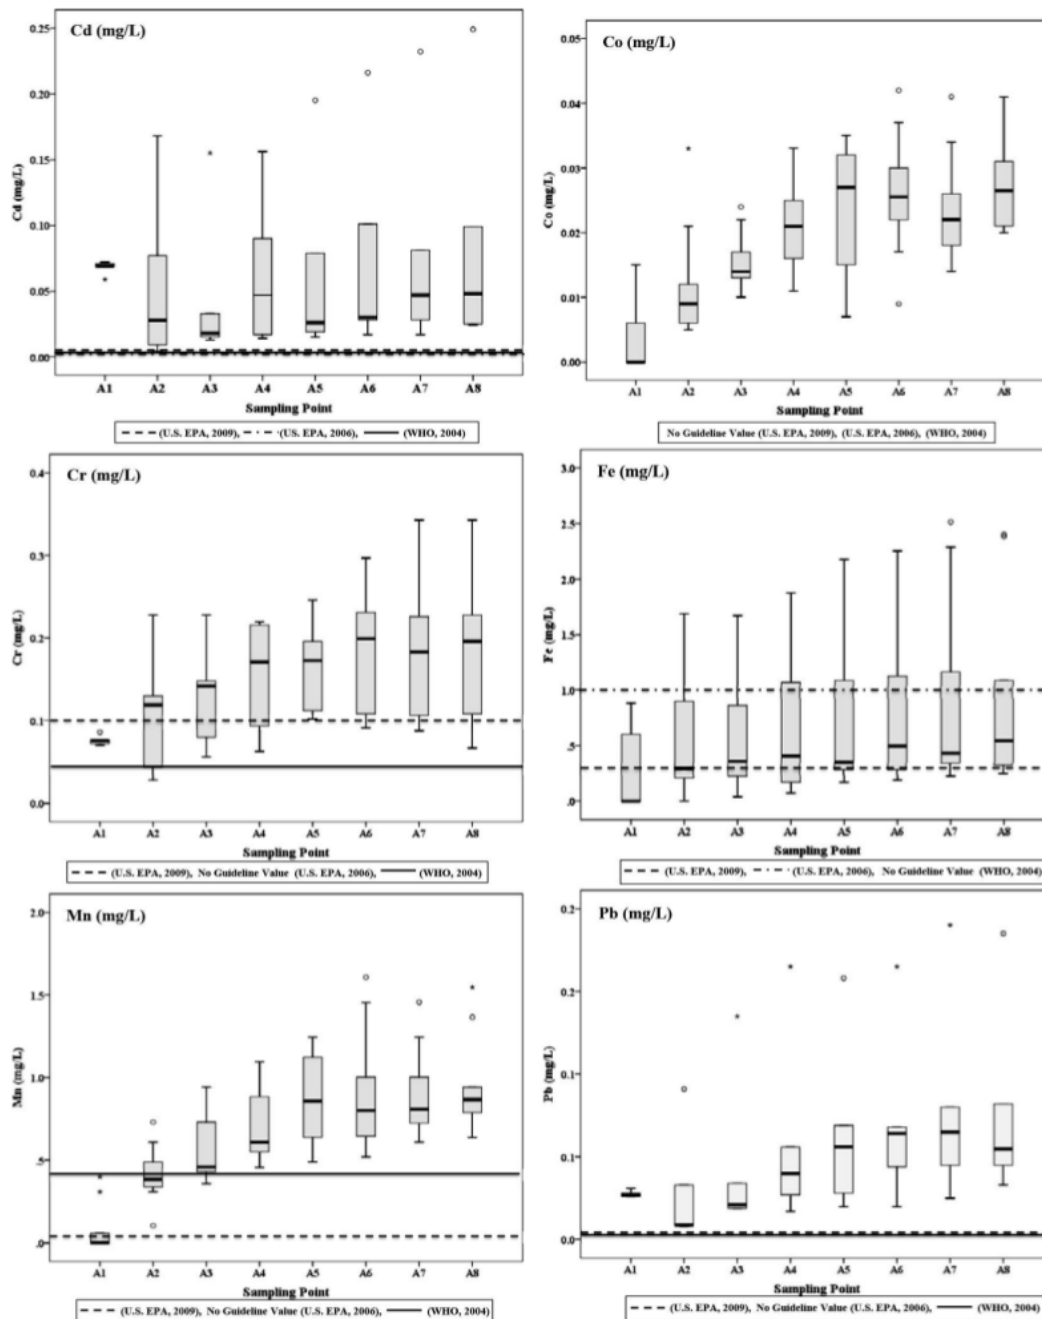 Cd (mg/L)
Cd (mg/L)
0.25
0.20
0.15
0.10
0.05
0.00
A1 A2 A3 A4 A5 A6 A7 A8
Sampling Point
(U.S. EPA, 2009), (US. EPA, 2006), (WHO, 2004)
Co (mg/L)
Co (mg/L)
0.05
0.04
0.03
0.02
0.01
0.00
A1 A2 A3 A4 A5 A6 A7 A8
Sampling Point
No Guideline Value (U.S. EPA, 2009), (U.S. EPA, 2006), (WHO, 2004)
Cr (mg/L)
Cr (mg/L)
0.4
0.3
0.2
0.1
0.0
A1 A2 A3 A4 A5 A6 A7 A8
Sampling Point
(U.S. EPA, 2009), No Guideline Value (U.S. EPA, 2006), (WHO, 2004)
Fe (mg/L)
Fe (mg/L)
3.0
2.5
2.0
1.5
1.0
.5
.0
A1 A2 A3 A4 A5 A6 A7 A8
Sampling Point
(U.S. EPA, 2009), (U.S. EPA, 2006), No Guideline Value (WHO, 2004)
Mn (mg/L)
Mn (mg/L)
2.0
1.5
1.0
.5
.0
A1 A2 A3 A4 A5 A6 A7 A8
Sampling Point
(U.S. EPA, 2009), No Guideline Value (U.S. EPA, 2006), (WHO, 2004)
Pb (mg/L)
Pb (mg/L)
0.2
0.2
0.1
0.1
0.0
A1 A2 A3 A4 A5 A6 A7 A8
Sampling Point
(U.S. EPA, 2009), No Guideline Value (U.S. EPA, 2006), (WHO, 2004)